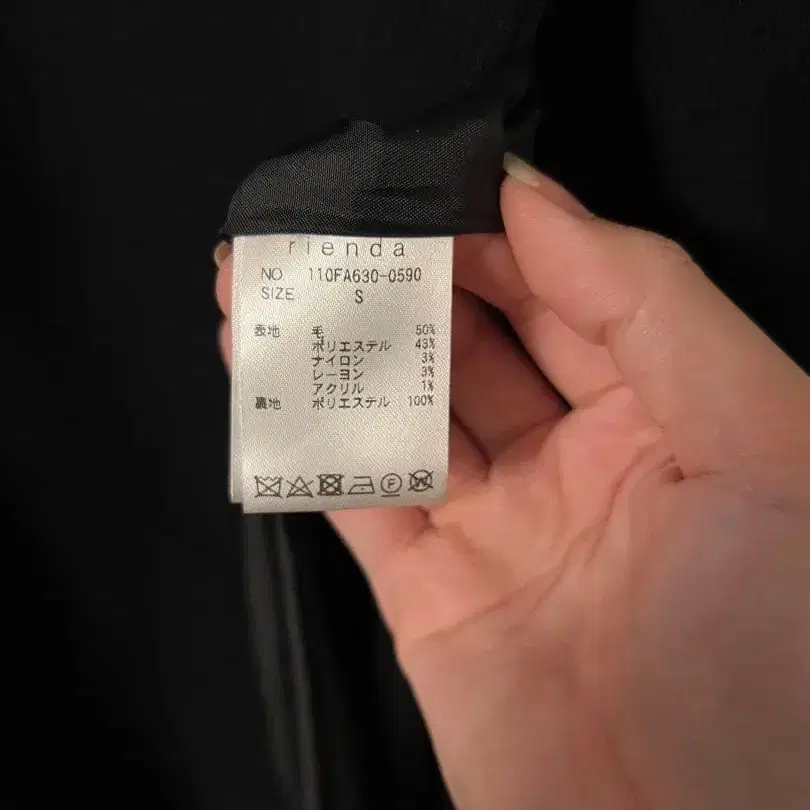 rienda
NO. 110FA630-0590
SIZE S
表地 毛 50%
ポリエステル 43%
ナイロン 3%
レーヨン 3%
アクリル 1%
裏地 ポリエステル 100%
F W